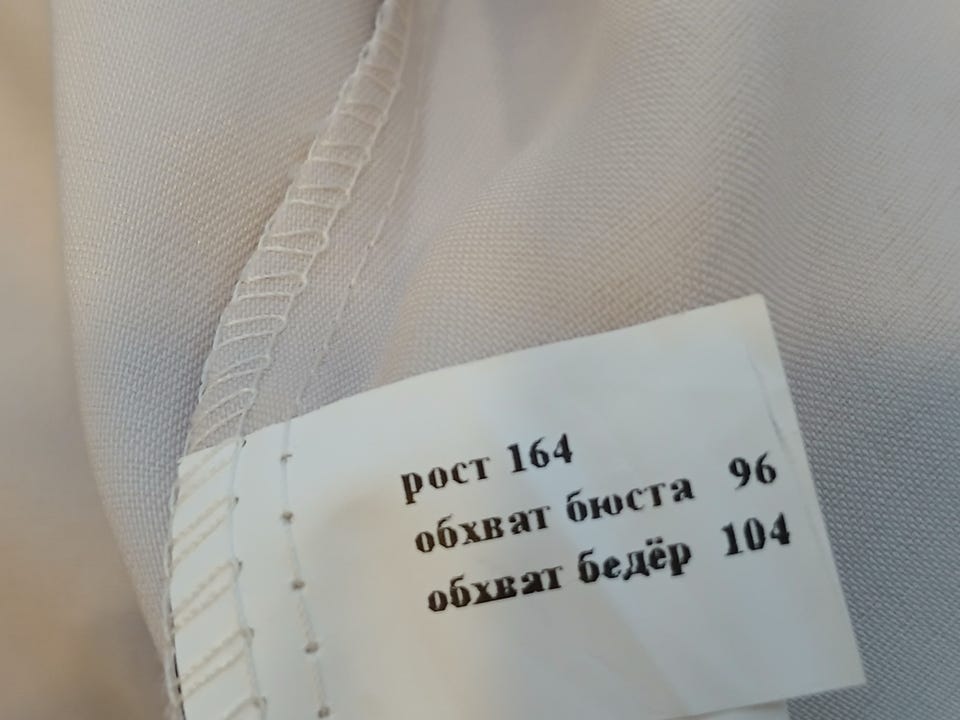 рост 164
обхват бюста 96
обхват бедёр 104